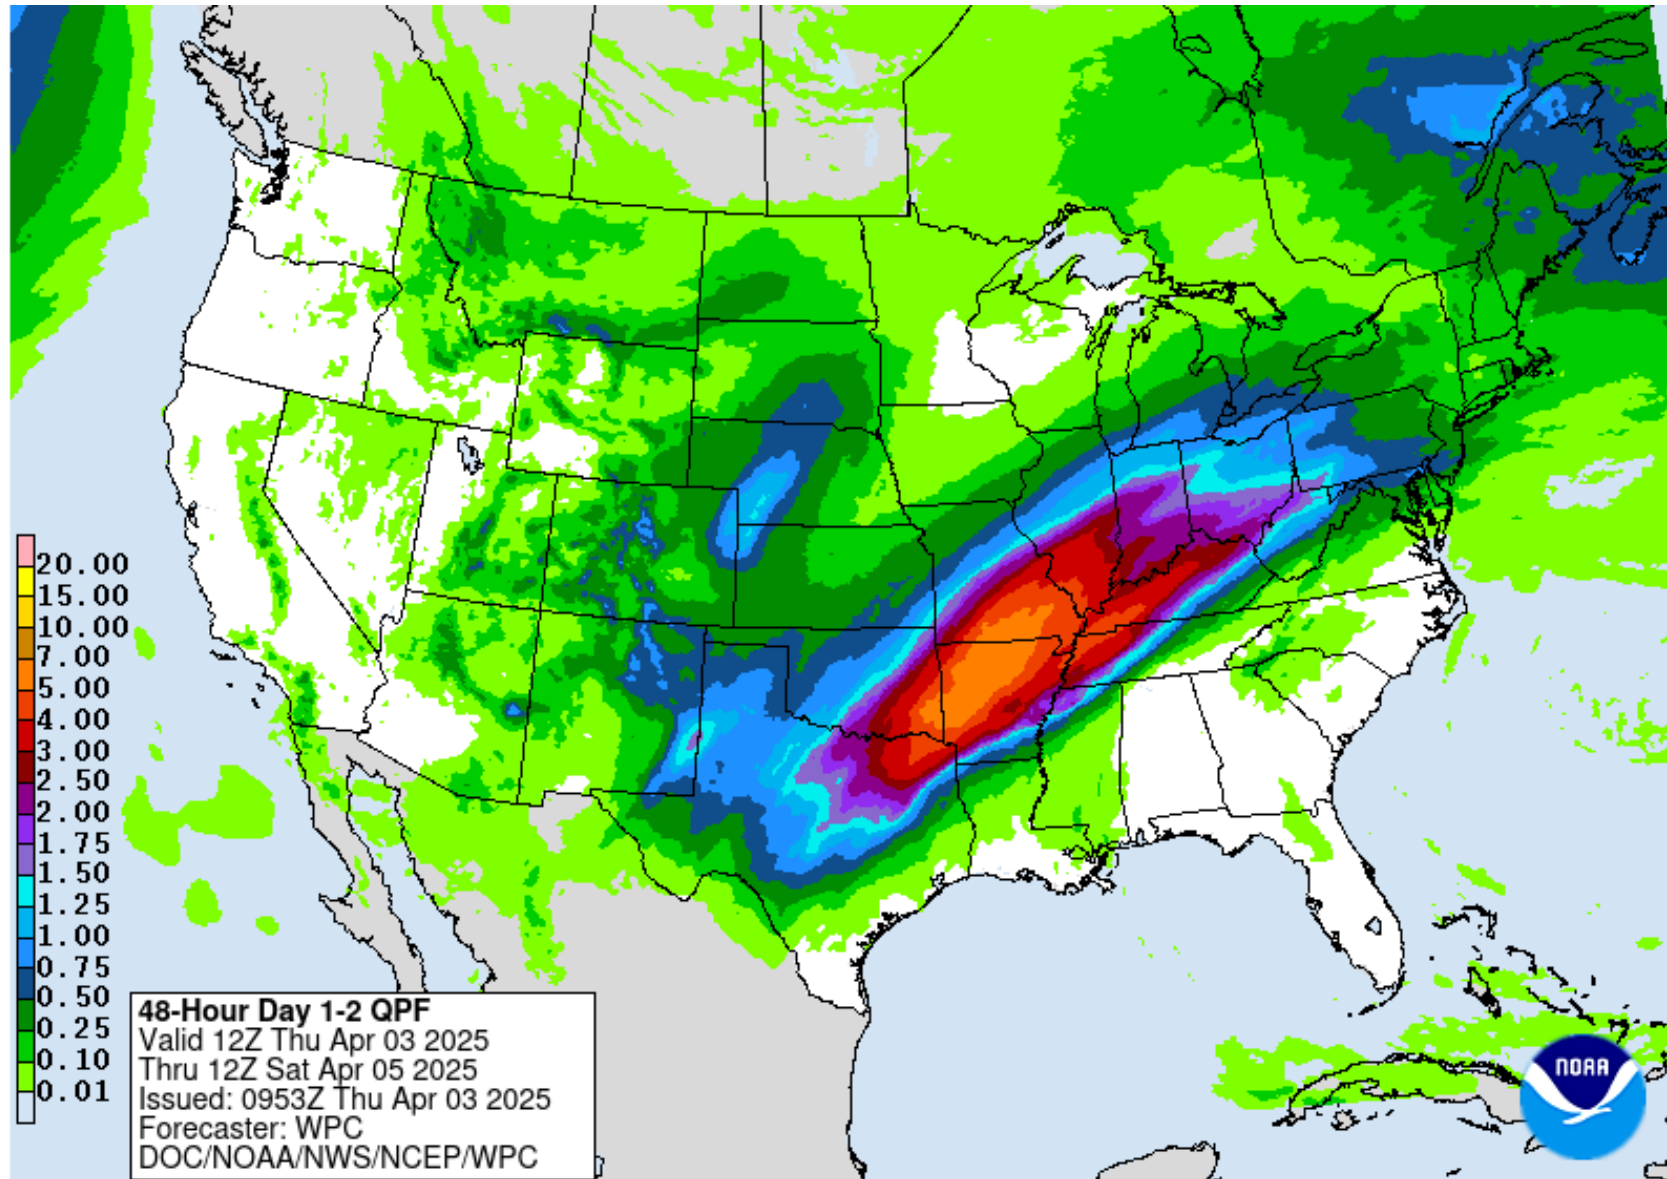 20.00
15.00
10.00
7.00
5.00
4.00
3.00
2.50
2.00
1.75
1.50
1.25
1.00
0.75
0.50
0.25
0.10
0.01
48-Hour Day 1-2 QPF
Valid 12Z Thu Apr 03 2025
Thru 12Z Sat Apr 05 2025
Issued: 0953Z Thu Apr 03 2025
Forecaster: WPC
DOC/NOAA/NWS/NCEP/WPC
NOAA